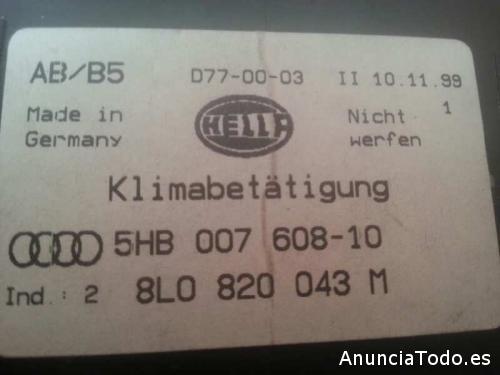 AB/B5 D77-00-03 II 10.11.99
Made in Germany
HELLA
Nicht werfen 1
Klimabetätigung
5HB 007 608-10
Ind.: 2 8L0 820 043 M
AnunciaTodo.es